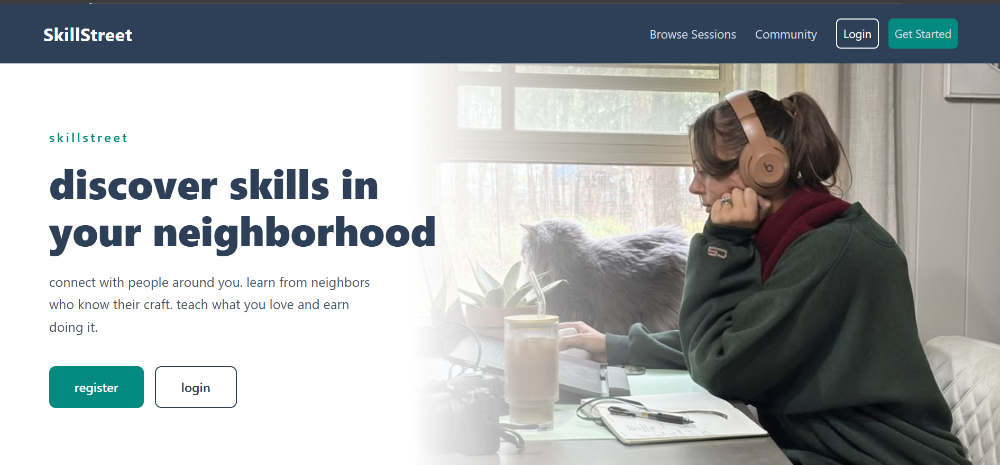 SkillStreet
Browse Sessions
Community
Login
Get Started
skillstreet
discover skills in
your neighborhood
connect with people around you. learn from neighbors
who know their craft. teach what you love and earn
doing it.
register
login